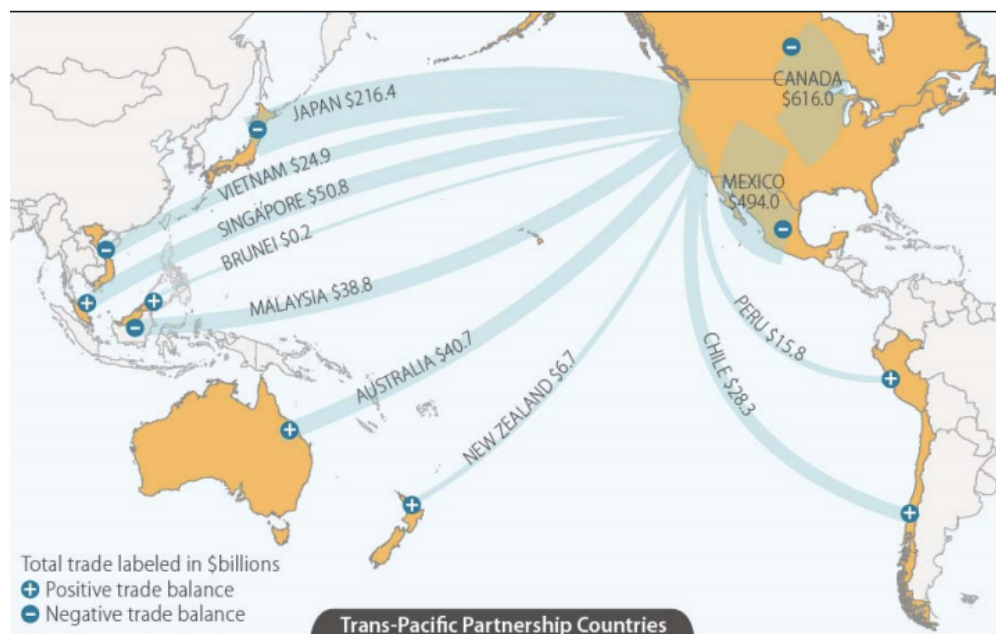 JAPAN $216.4
VIETNAM $24.9
SINGAPORE $50.8
BRUNEI $0.2
MALAYSIA $38.8
AUSTRALIA $40.7
NEW ZEALAND $6.7
CANADA
$616.0
MEXICO
$494.0
PERU $15.8
CHILE $28.3
Total trade labeled in $billions
+ Positive trade balance
− Negative trade balance
Trans-Pacific Partnership Countries